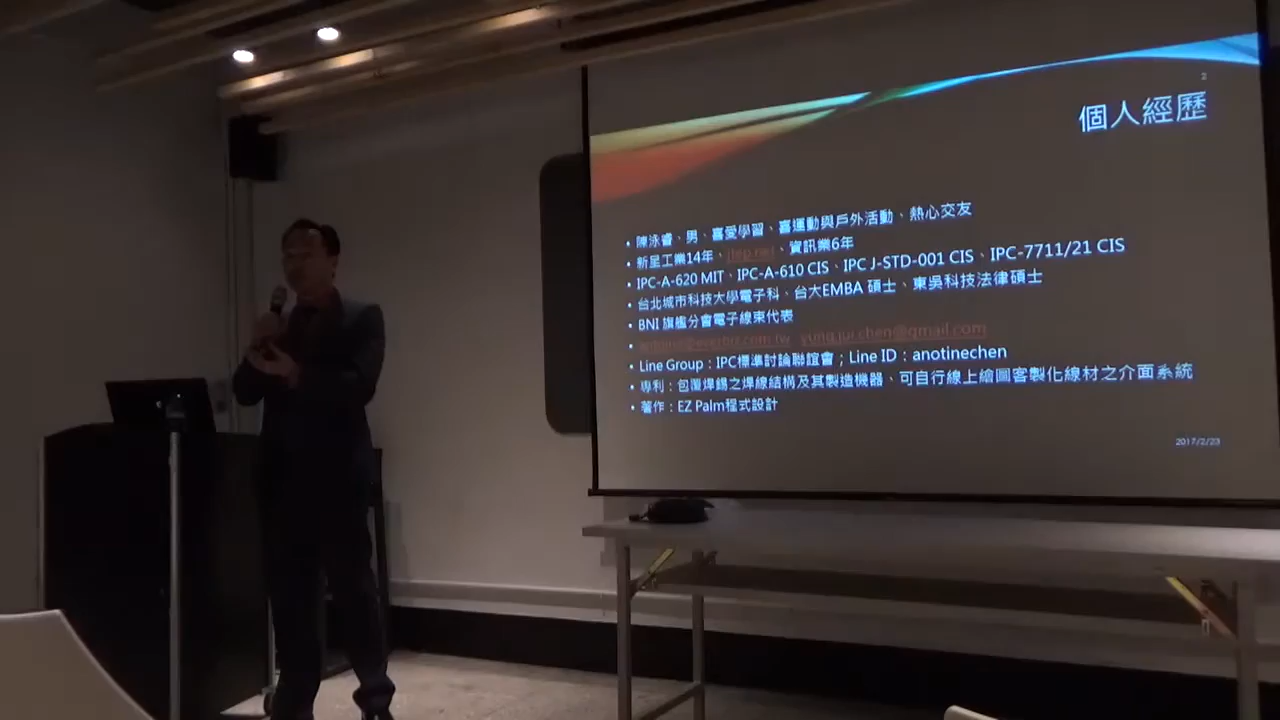 2
個人經歷
陳泳睿、男、喜愛學習、喜運動與戶外活動、熱心交友
新呈工業14年、、資訊業6年
IPC-A-620 MIT、IPC-A-610 CIS、IPC J-STD-001 CIS、IPC-7711/21 CIS
台北城市科技大學電子科、台大EMBA 碩士、東吳科技法律碩士
BNI 旗艦分會電子線束代表
yung.jui.chen@gmail.com
Line Group：IPC標準討論聯誼會；Line ID：anotinechen
專利：包覆焊錫之焊線結構及其製造機器、可自行線上繪圖客製化線材之介面系統
著作：EZ Palm程式設計
2017/2/23